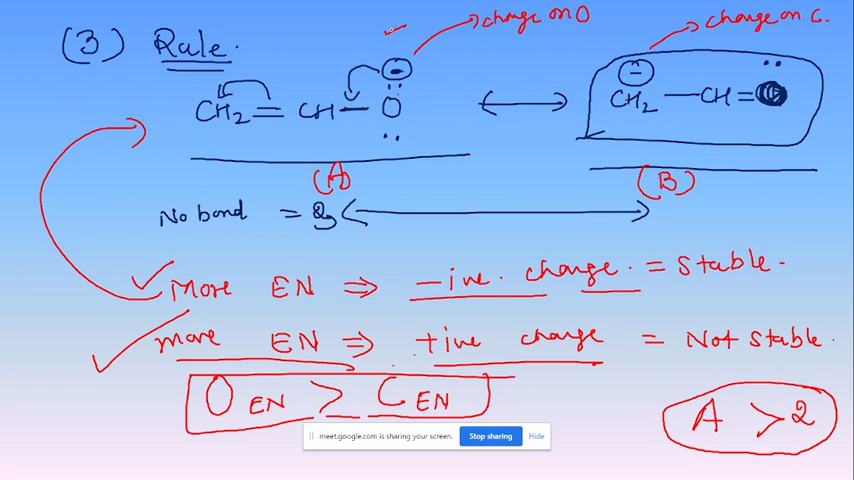 charge on O
charge on C.
(3) Rule.
CH₂ = CH — O ⊖
⊖ CH₂ — CH =
(A)
(B)
No bond =
More EN ⇒ -ive charge = Stable.
more EN ⇒ +ive charge = Not stable.
O EN > C EN
A > 2
meet.google.com is sharing your screen. Stop sharing Hide